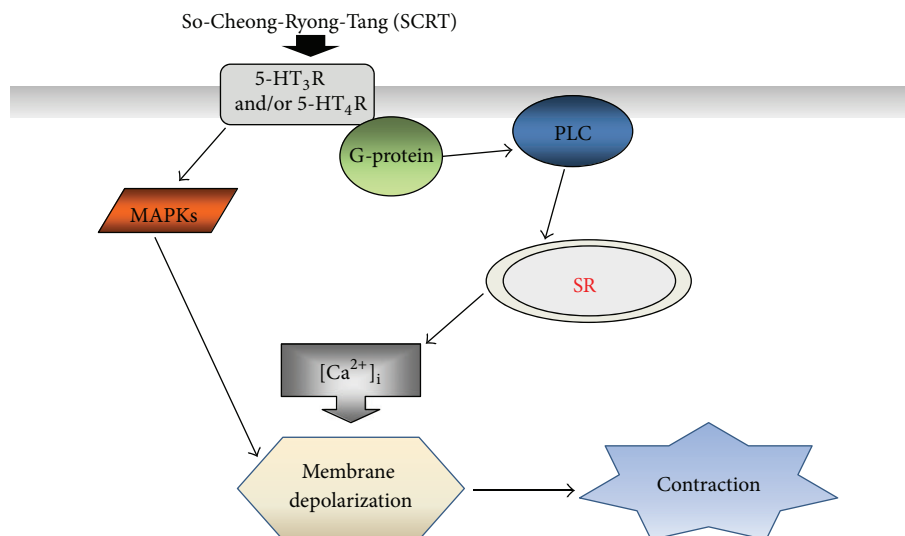 So-Cheong-Ryong-Tang (SCRT)
5-HT₃R
and/or 5-HT₄R
G-protein
PLC
MAPKs
SR
[Ca²⁺]ᵢ
Membrane
depolarization
Contraction